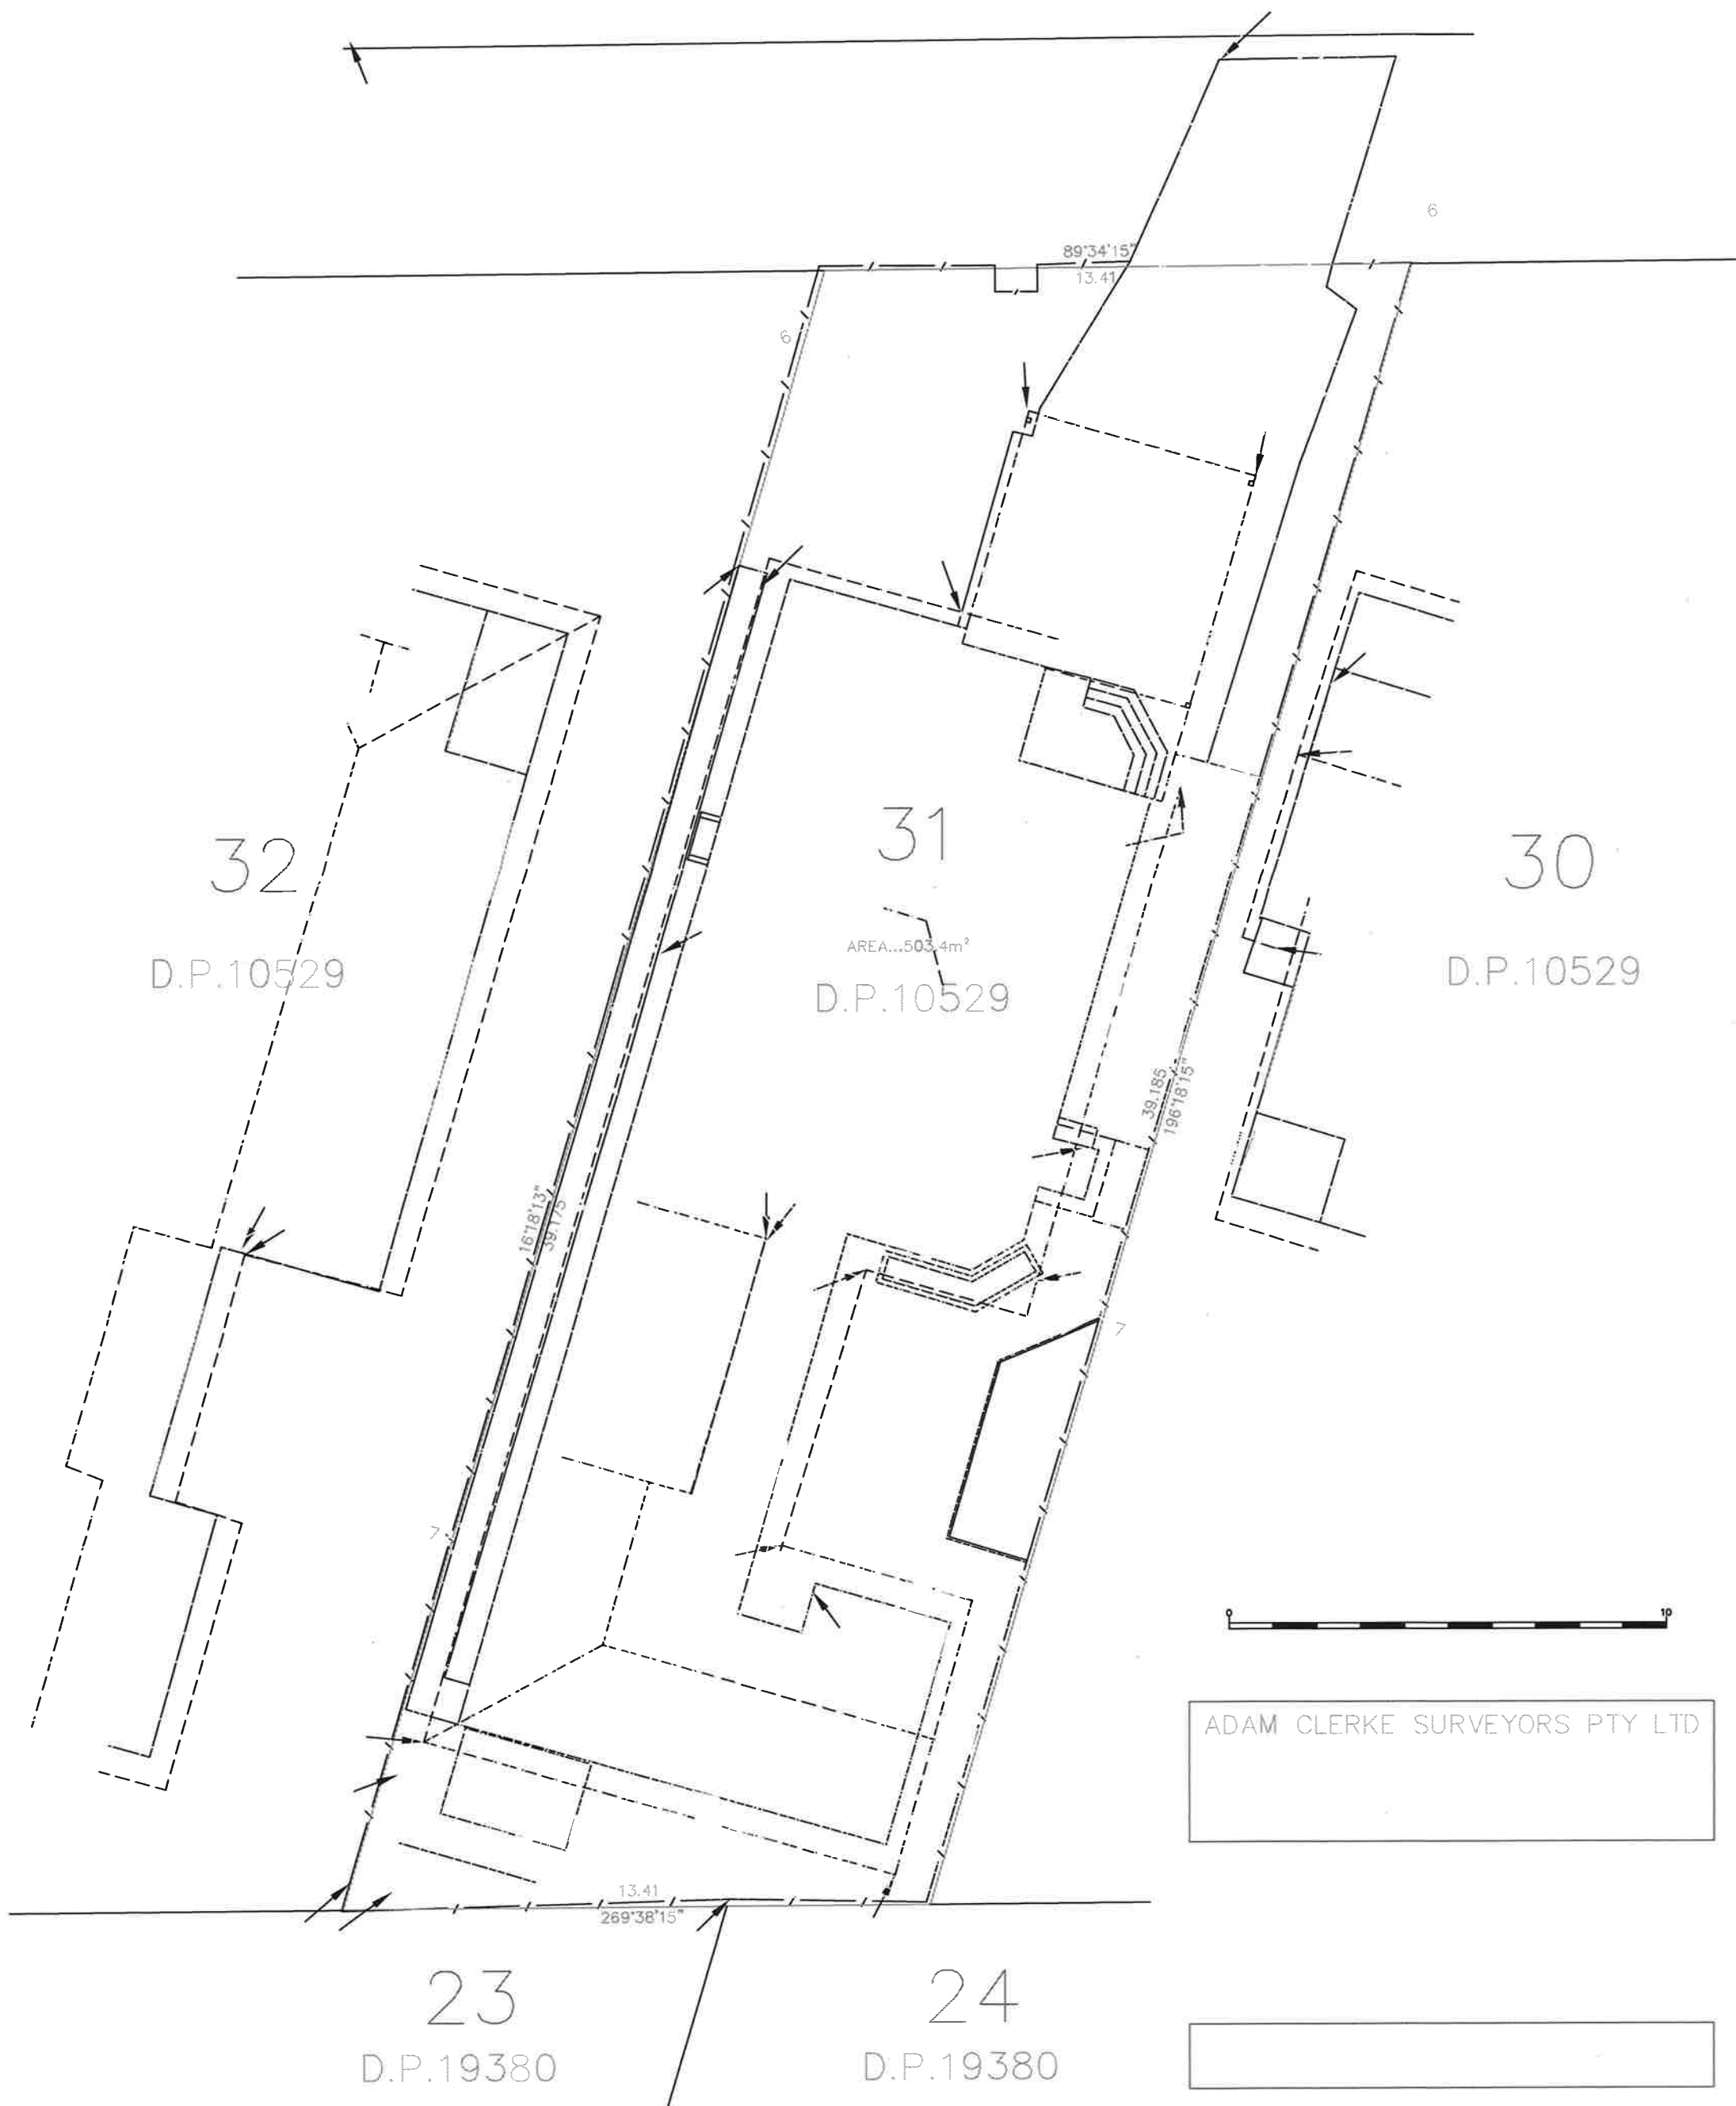 6
89°34'15"
13.41
6
32
D.P.10529
31
AREA...503.4m²
D.P.10529
30
D.P.10529
39.185
196°18'15"
16°18'13"
39.175
7
7
0 10
ADAM CLERKE SURVEYORS PTY LTD
13.41
269°38'15"
23
D.P.19380
24
D.P.19380